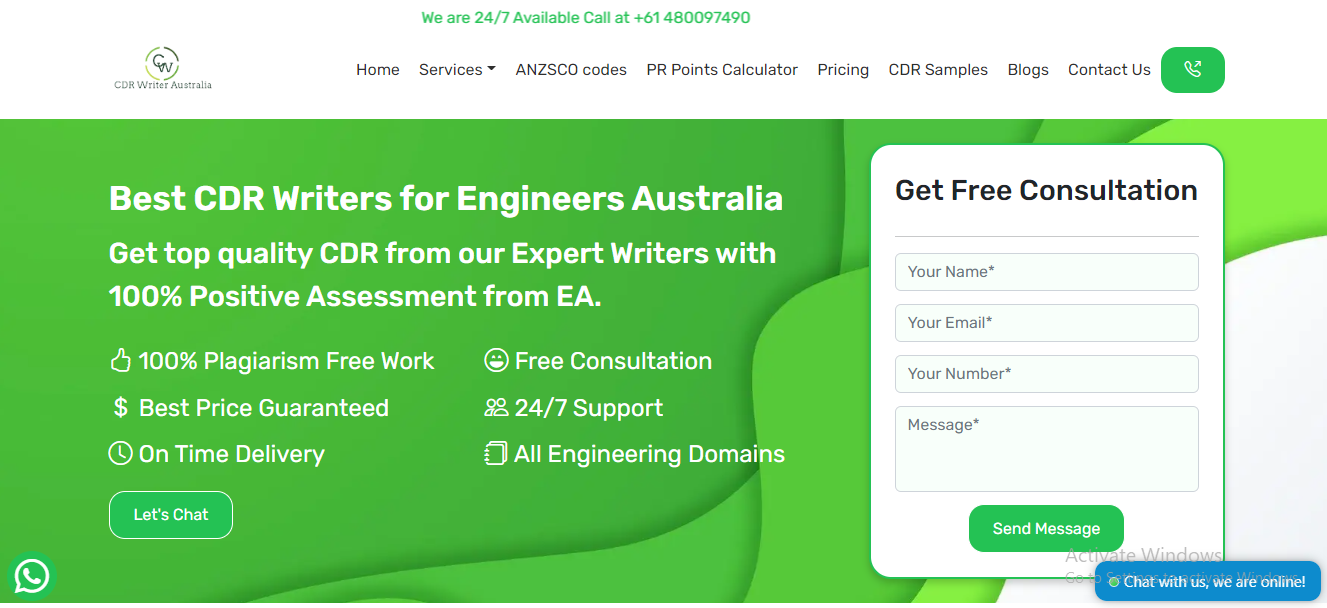 We are 24/7 Available Call at +61 480097490
CW
CDR Writer Australia
Home Services ANZSCO codes PR Points Calculator Pricing CDR Samples Blogs Contact Us
Best CDR Writers for Engineers Australia
Get top quality CDR from our Expert Writers with
100% Positive Assessment from EA.
100% Plagiarism Free Work
Free Consultation
$ Best Price Guaranteed
24/7 Support
On Time Delivery
All Engineering Domains
Let's Chat
Get Free Consultation
Your Name*
Your Email*
Your Number*
Message*
Send Message
Activate Windows
Go to Settings to activate Windows.
Chat with us, we are online!